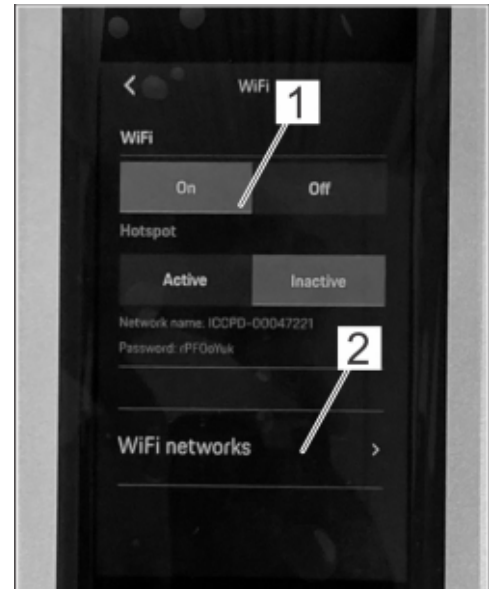 WiFi
1
WiFi
On Off
Hotspot
Active Inactive
Network name: ICCPD-00047221
Password: rPFOoYuk
2
WiFi networks